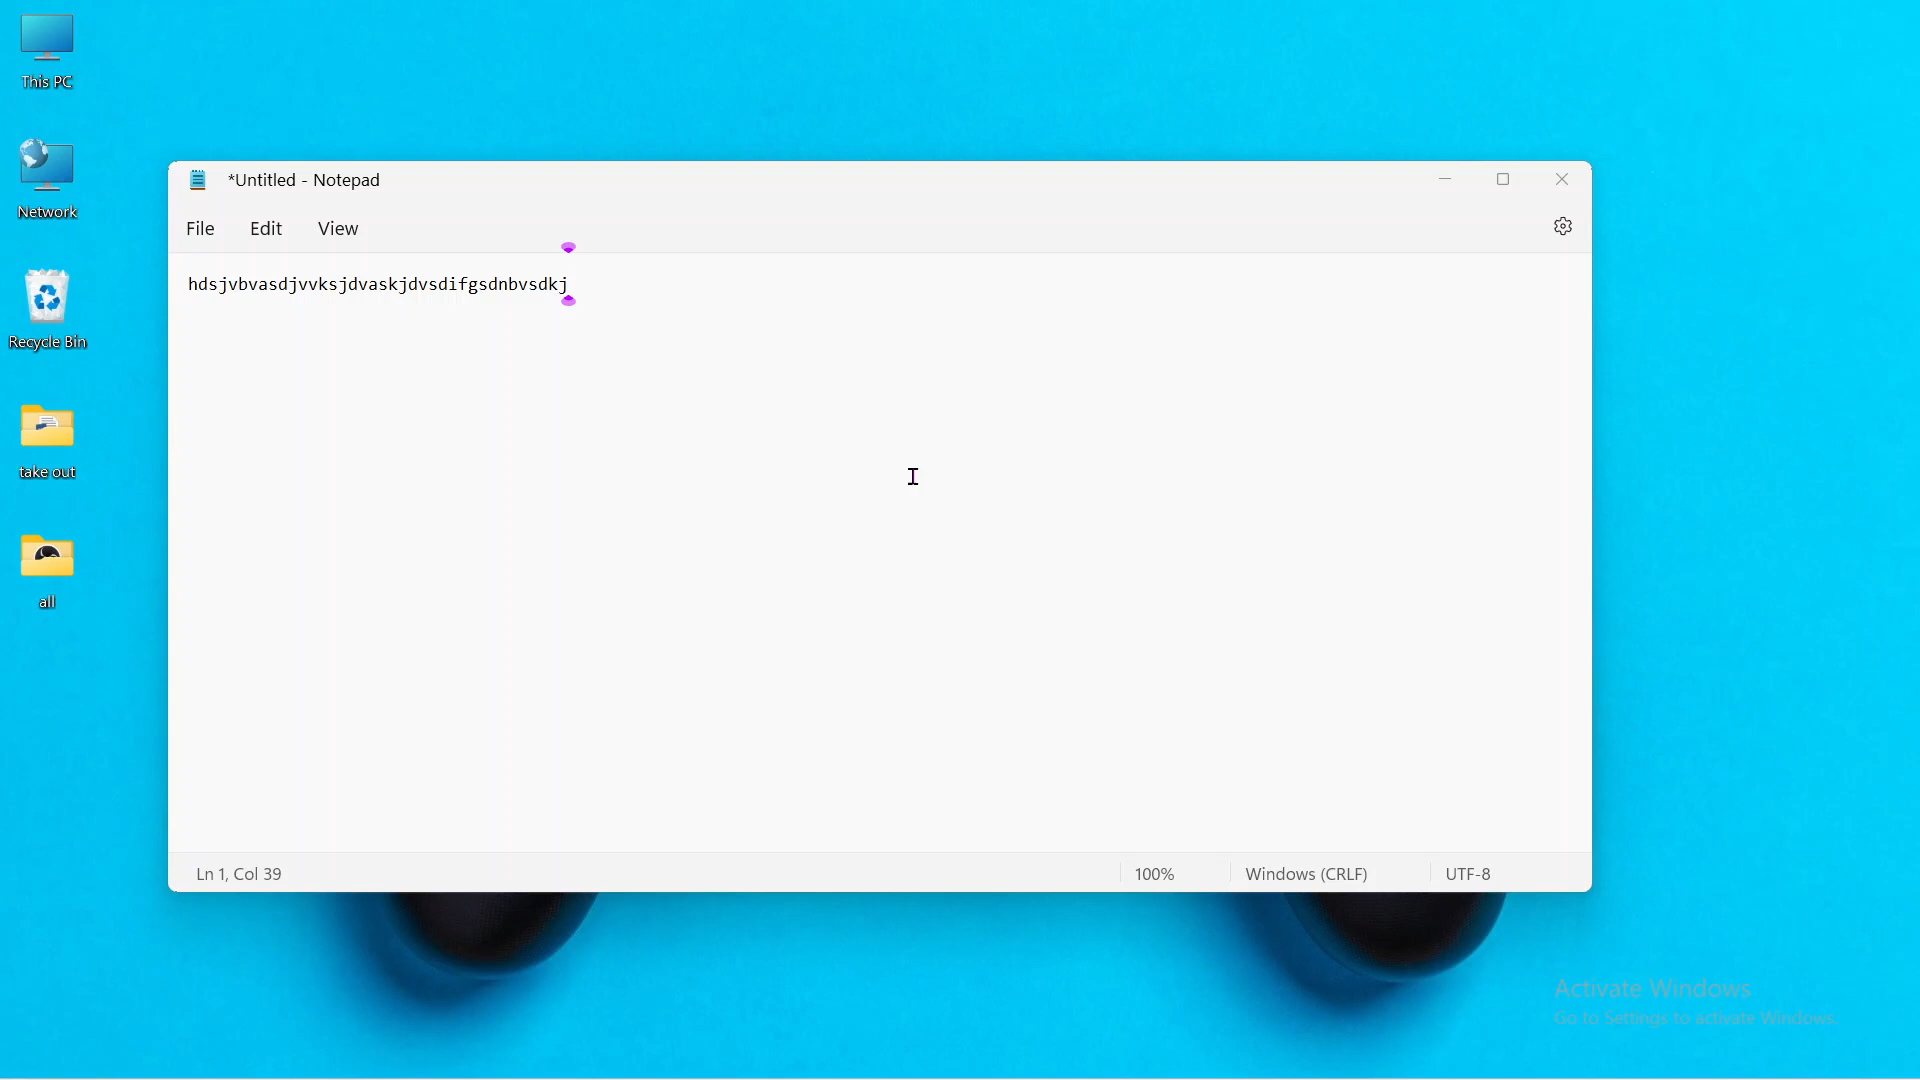 This PC
Network
Recycle Bin
take out
all
*Untitled - Notepad
File Edit View
hdsjvbvasdjvvksjdvaskjdvsdifgsdnbvsdkj
Ln 1, Col 39 100% Windows (CRLF) UTF-8
Activate Windows
Go to Settings to activate Windows.